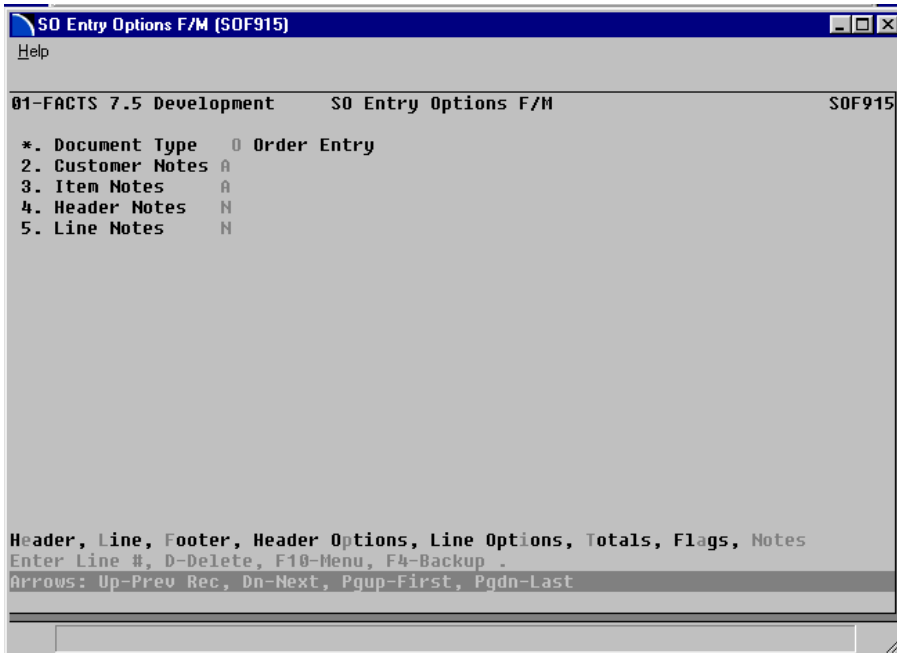 SO Entry Options F/M (SOF915)
Help
01-FACTS 7.5 Development SO Entry Options F/M SOF915
*. Document Type O Order Entry
2. Customer Notes A
3. Item Notes A
4. Header Notes N
5. Line Notes N
Header, Line, Footer, Header Options, Line Options, Totals, Flags, Notes
Enter Line #, D-Delete, F10-Menu, F4-Backup .
Arrows: Up-Prev Rec, Dn-Next, Pgup-First, Pgdn-Last